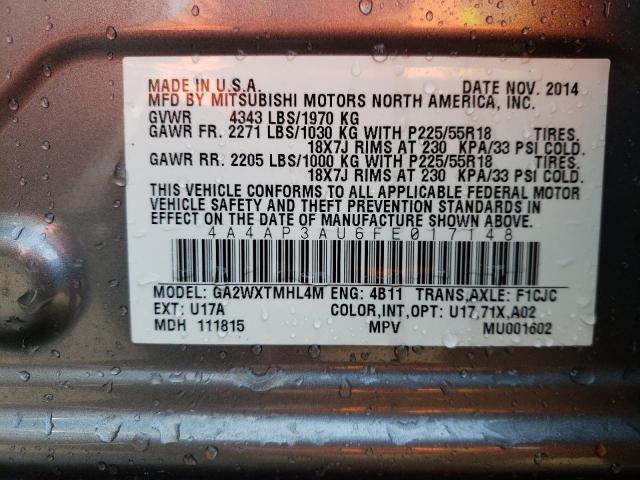 MADE IN U.S.A. DATE NOV. 2014
MFD BY MITSUBISHI MOTORS NORTH AMERICA, INC.
GVWR 4343 LBS/1970 KG
GAWR FR. 2271 LBS/1030 KG WITH P225/55R18 TIRES.
18X7J RIMS AT 230 KPA/33 PSI COLD.
GAWR RR. 2205 LBS/1000 KG WITH P225/55R18 TIRES.
18X7J RIMS AT 230 KPA/33 PSI COLD.
THIS VEHICLE CONFORMS TO ALL APPLICABLE FEDERAL MOTOR
VEHICLE SAFETY AND THEFT PREVENTION STANDARDS IN
EFFECT ON THE DATE OF MANUFACTURE SHOWN ABOVE.
4A4AP3AU6FE017148
MODEL: GA2WXTMHL4M ENG: 4B11 TRANS,AXLE: F1CJC
EXT: U17A COLOR,INT,OPT: U17,71X,A02
MDH 111815 MPV MU001602